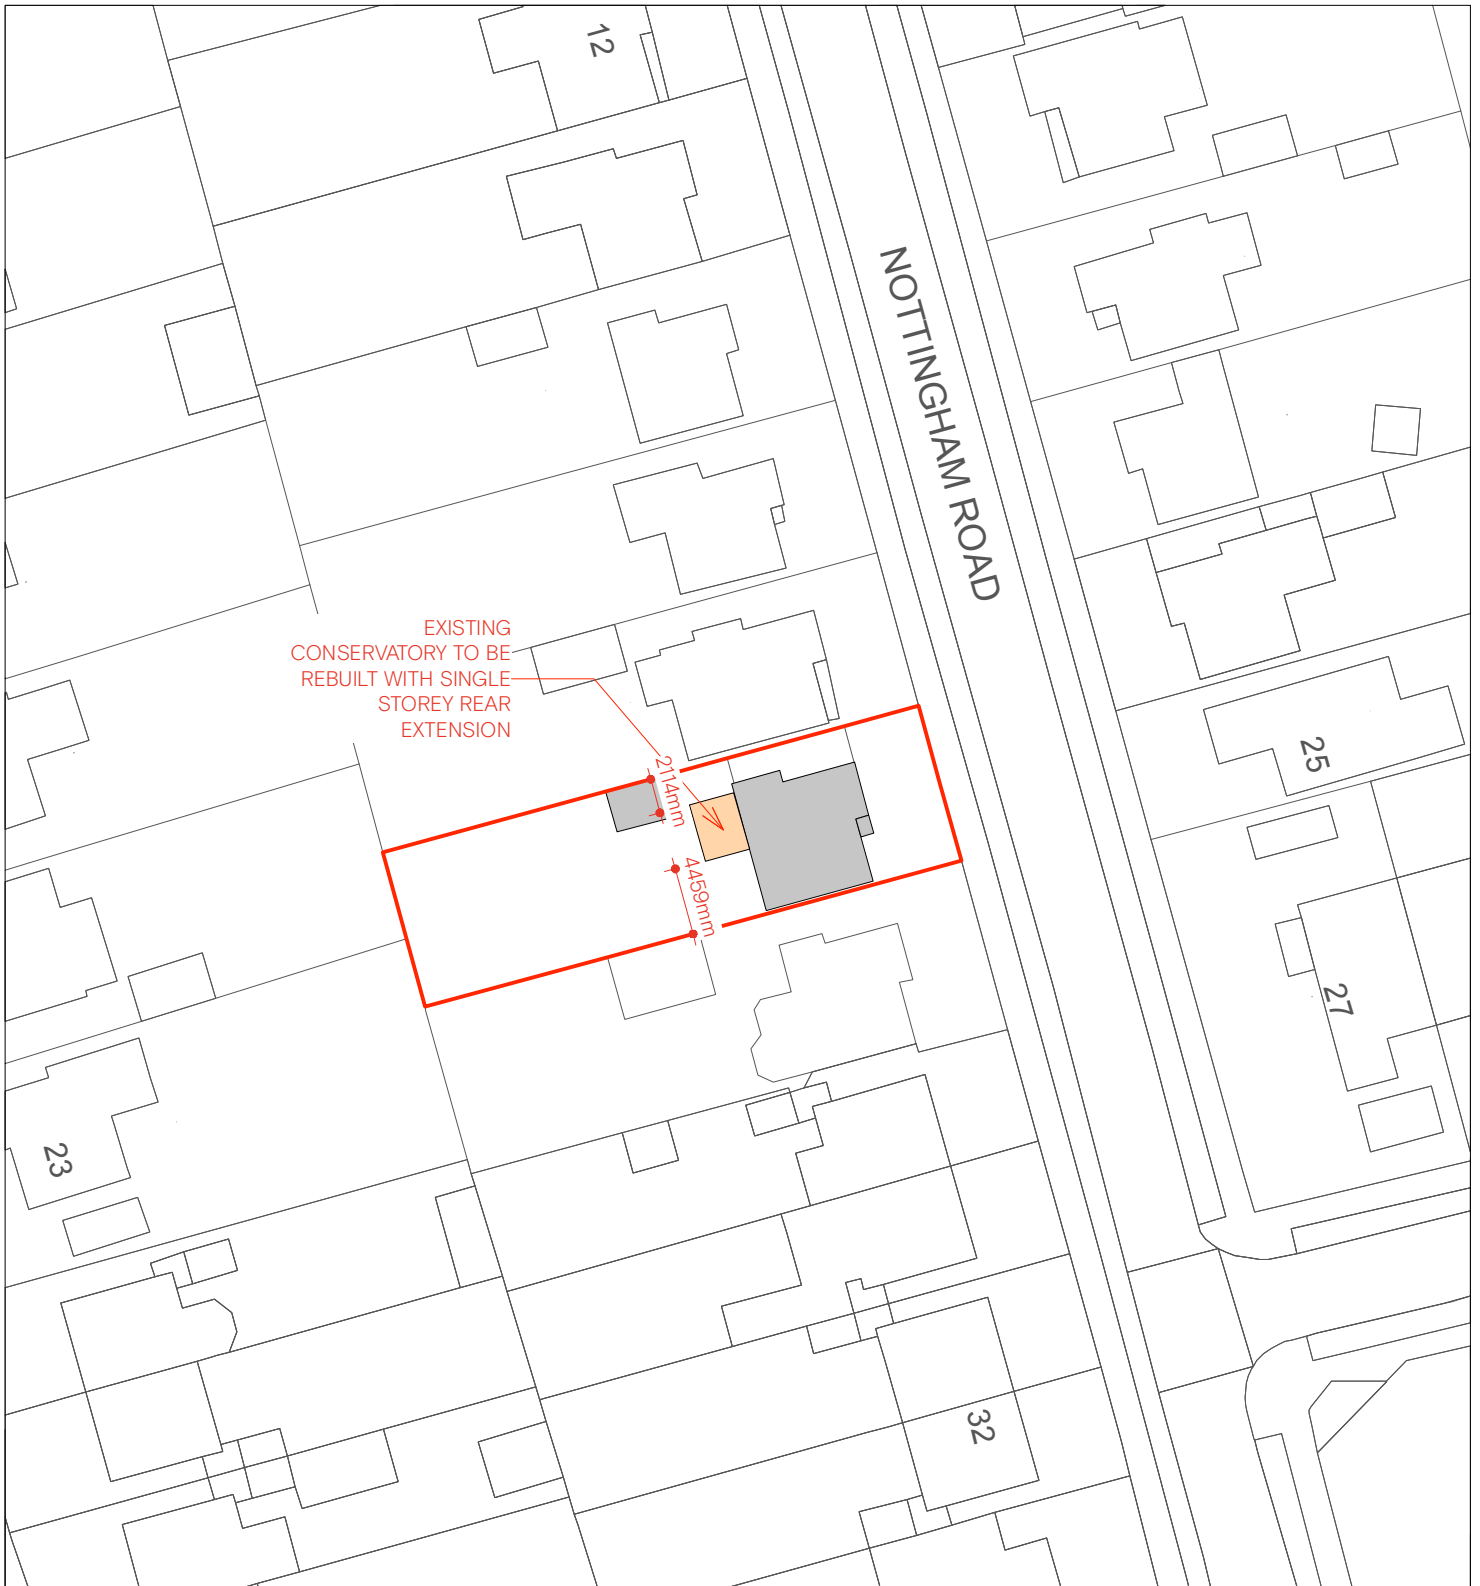 12
NOTTINGHAM ROAD
EXISTING
CONSERVATORY TO BE
REBUILT WITH SINGLE
STOREY REAR
EXTENSION
2114mm
4459mm
25
27
23
32